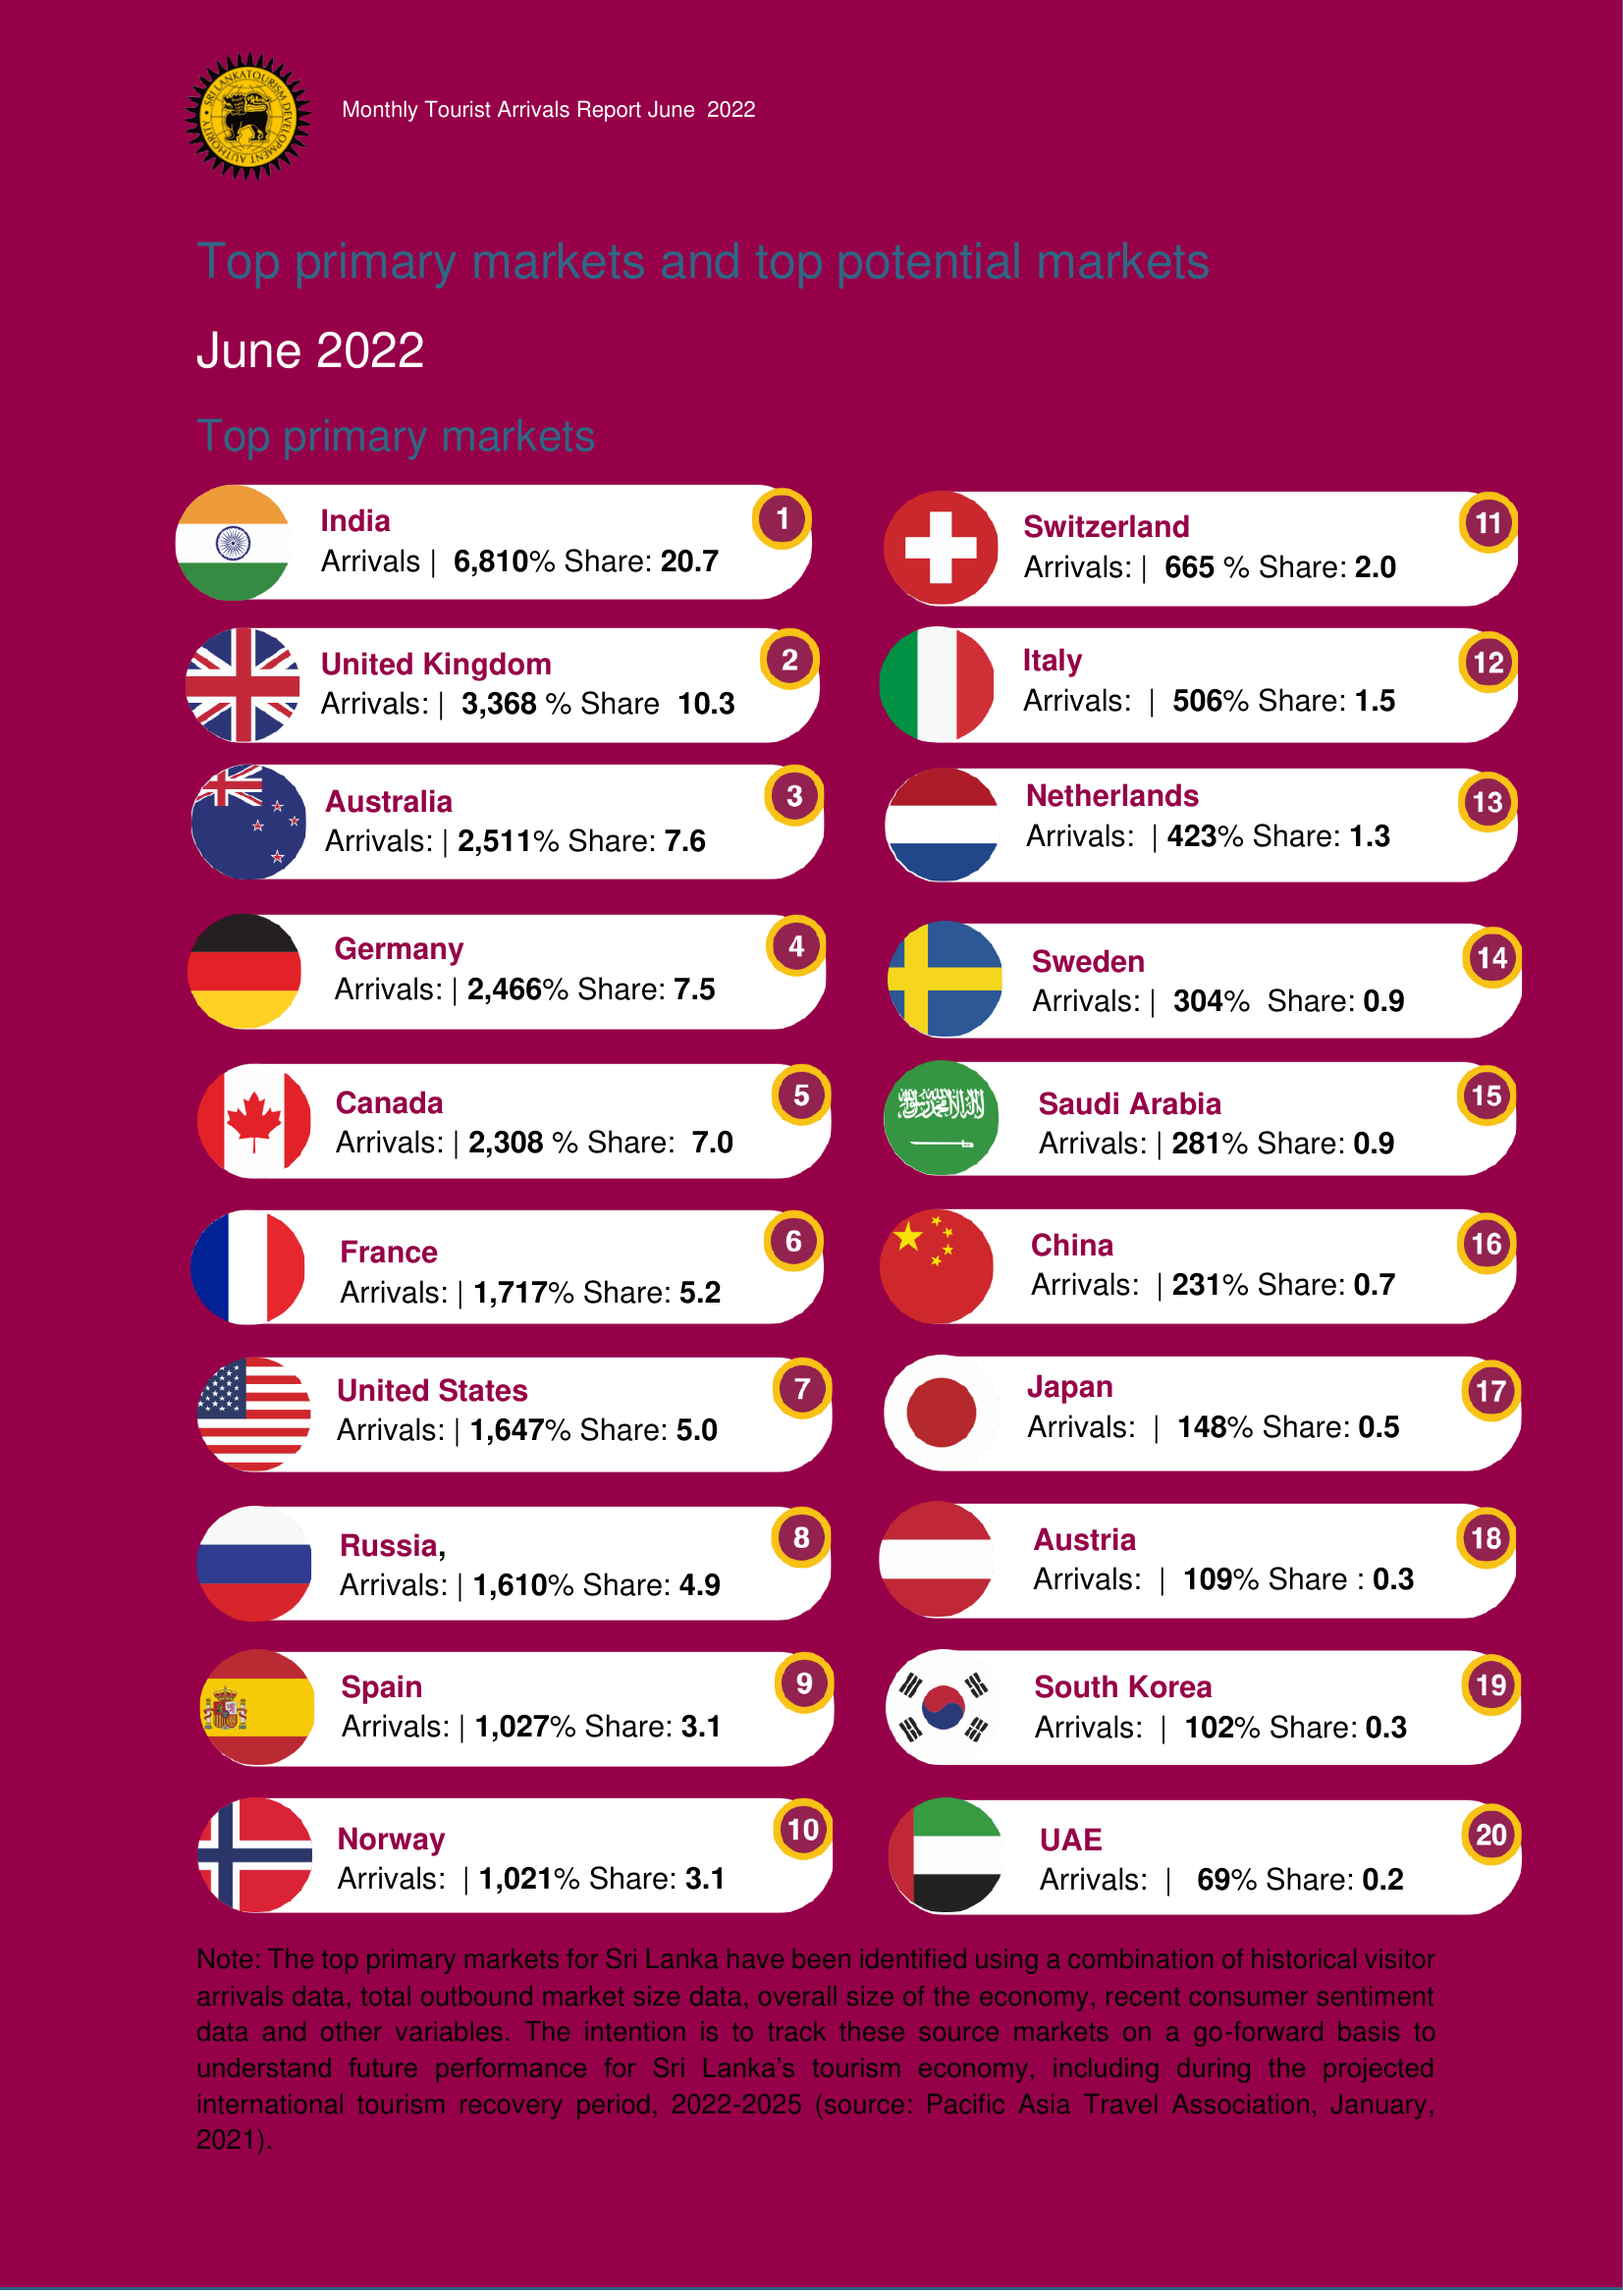 SRI LANKA TOURISM DEVELOPMENT AUTHORITY
Monthly Tourist Arrivals Report June  2022
Top primary markets and top potential markets
June 2022
Top primary markets
India
Arrivals |  6,810% Share: 20.7
1
United Kingdom
Arrivals: |  3,368 % Share  10.3
2
Australia
Arrivals: | 2,511% Share: 7.6
3
Germany
Arrivals: | 2,466% Share: 7.5
4
Canada
Arrivals: | 2,308 % Share:  7.0
5
France
Arrivals: | 1,717% Share: 5.2
6
United States
Arrivals: | 1,647% Share: 5.0
7
Russia,
Arrivals: | 1,610% Share: 4.9
8
Spain
Arrivals: | 1,027% Share: 3.1
9
Norway
Arrivals:  | 1,021% Share: 3.1
10
Switzerland
Arrivals: |  665 % Share: 2.0
11
Italy
Arrivals:  |  506% Share: 1.5
12
Netherlands
Arrivals:  | 423% Share: 1.3
13
Sweden
Arrivals: |  304%  Share: 0.9
14
Saudi Arabia
Arrivals: | 281% Share: 0.9
15
China
Arrivals:  | 231% Share: 0.7
16
Japan
Arrivals:  |  148% Share: 0.5
17
Austria
Arrivals:  |  109% Share : 0.3
18
South Korea
Arrivals:  |  102% Share: 0.3
19
UAE
Arrivals:  |   69% Share: 0.2
20
Note: The top primary markets for Sri Lanka have been identified using a combination of historical visitor
arrivals data, total outbound market size data, overall size of the economy, recent consumer sentiment
data and other variables. The intention is to track these source markets on a go-forward basis to
understand future performance for Sri Lanka's tourism economy, including during the projected
international tourism recovery period, 2022-2025 (source: Pacific Asia Travel Association, January,
2021).